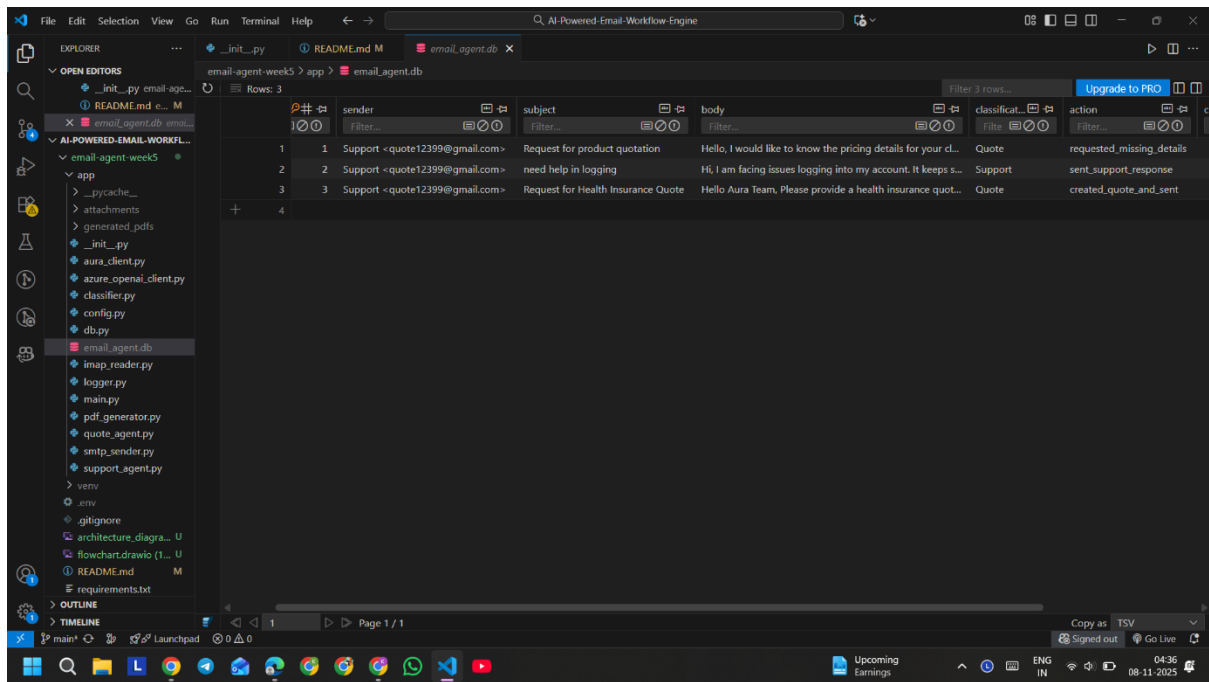 File Edit Selection View Go Run Terminal Help
AI-Powered-Email-Workflow-Engine
EXPLORER
__init__.py
README.md M
email_agent.db
OPEN EDITORS
__init__.py email-age...
README.md e... M
email_agent.db emai...
AI-POWERED-EMAIL-WORKFL...
email-agent-week5
app
__pycache__
attachments
generated_pdfs
__init__.py
aura_client.py
azure_openai_client.py
classifier.py
config.py
db.py
email_agent.db
imap_reader.py
logger.py
main.py
pdf_generator.py
quote_agent.py
smtp_sender.py
support_agent.py
venv
.env
.gitignore
architecture_diagra... U
flowchart.drawio (1... U
README.md M
requirements.txt
OUTLINE
TIMELINE
email-agent-week5 > app > email_agent.db
Rows: 3
Filter 3 rows...
Upgrade to PRO
sender subject body classificat... action
Filter... Filter... Filter... Filte Filter...
1 1 Support <quote12399@gmail.com> Request for product quotation Hello, I would like to know the pricing details for your cl... Quote requested_missing_details
2 2 Support <quote12399@gmail.com> need help in logging Hi, I am facing issues logging into my account. It keeps s... Support sent_support_response
3 3 Support <quote12399@gmail.com> Request for Health Insurance Quote Hello Aura Team, Please provide a health insurance quot... Quote created_quote_and_sent
4
1 Page 1 / 1
Copy as TSV
main* Launchpad 0 0
Signed out Go Live
Upcoming
Earnings
ENG
IN
04:36
08-11-2025